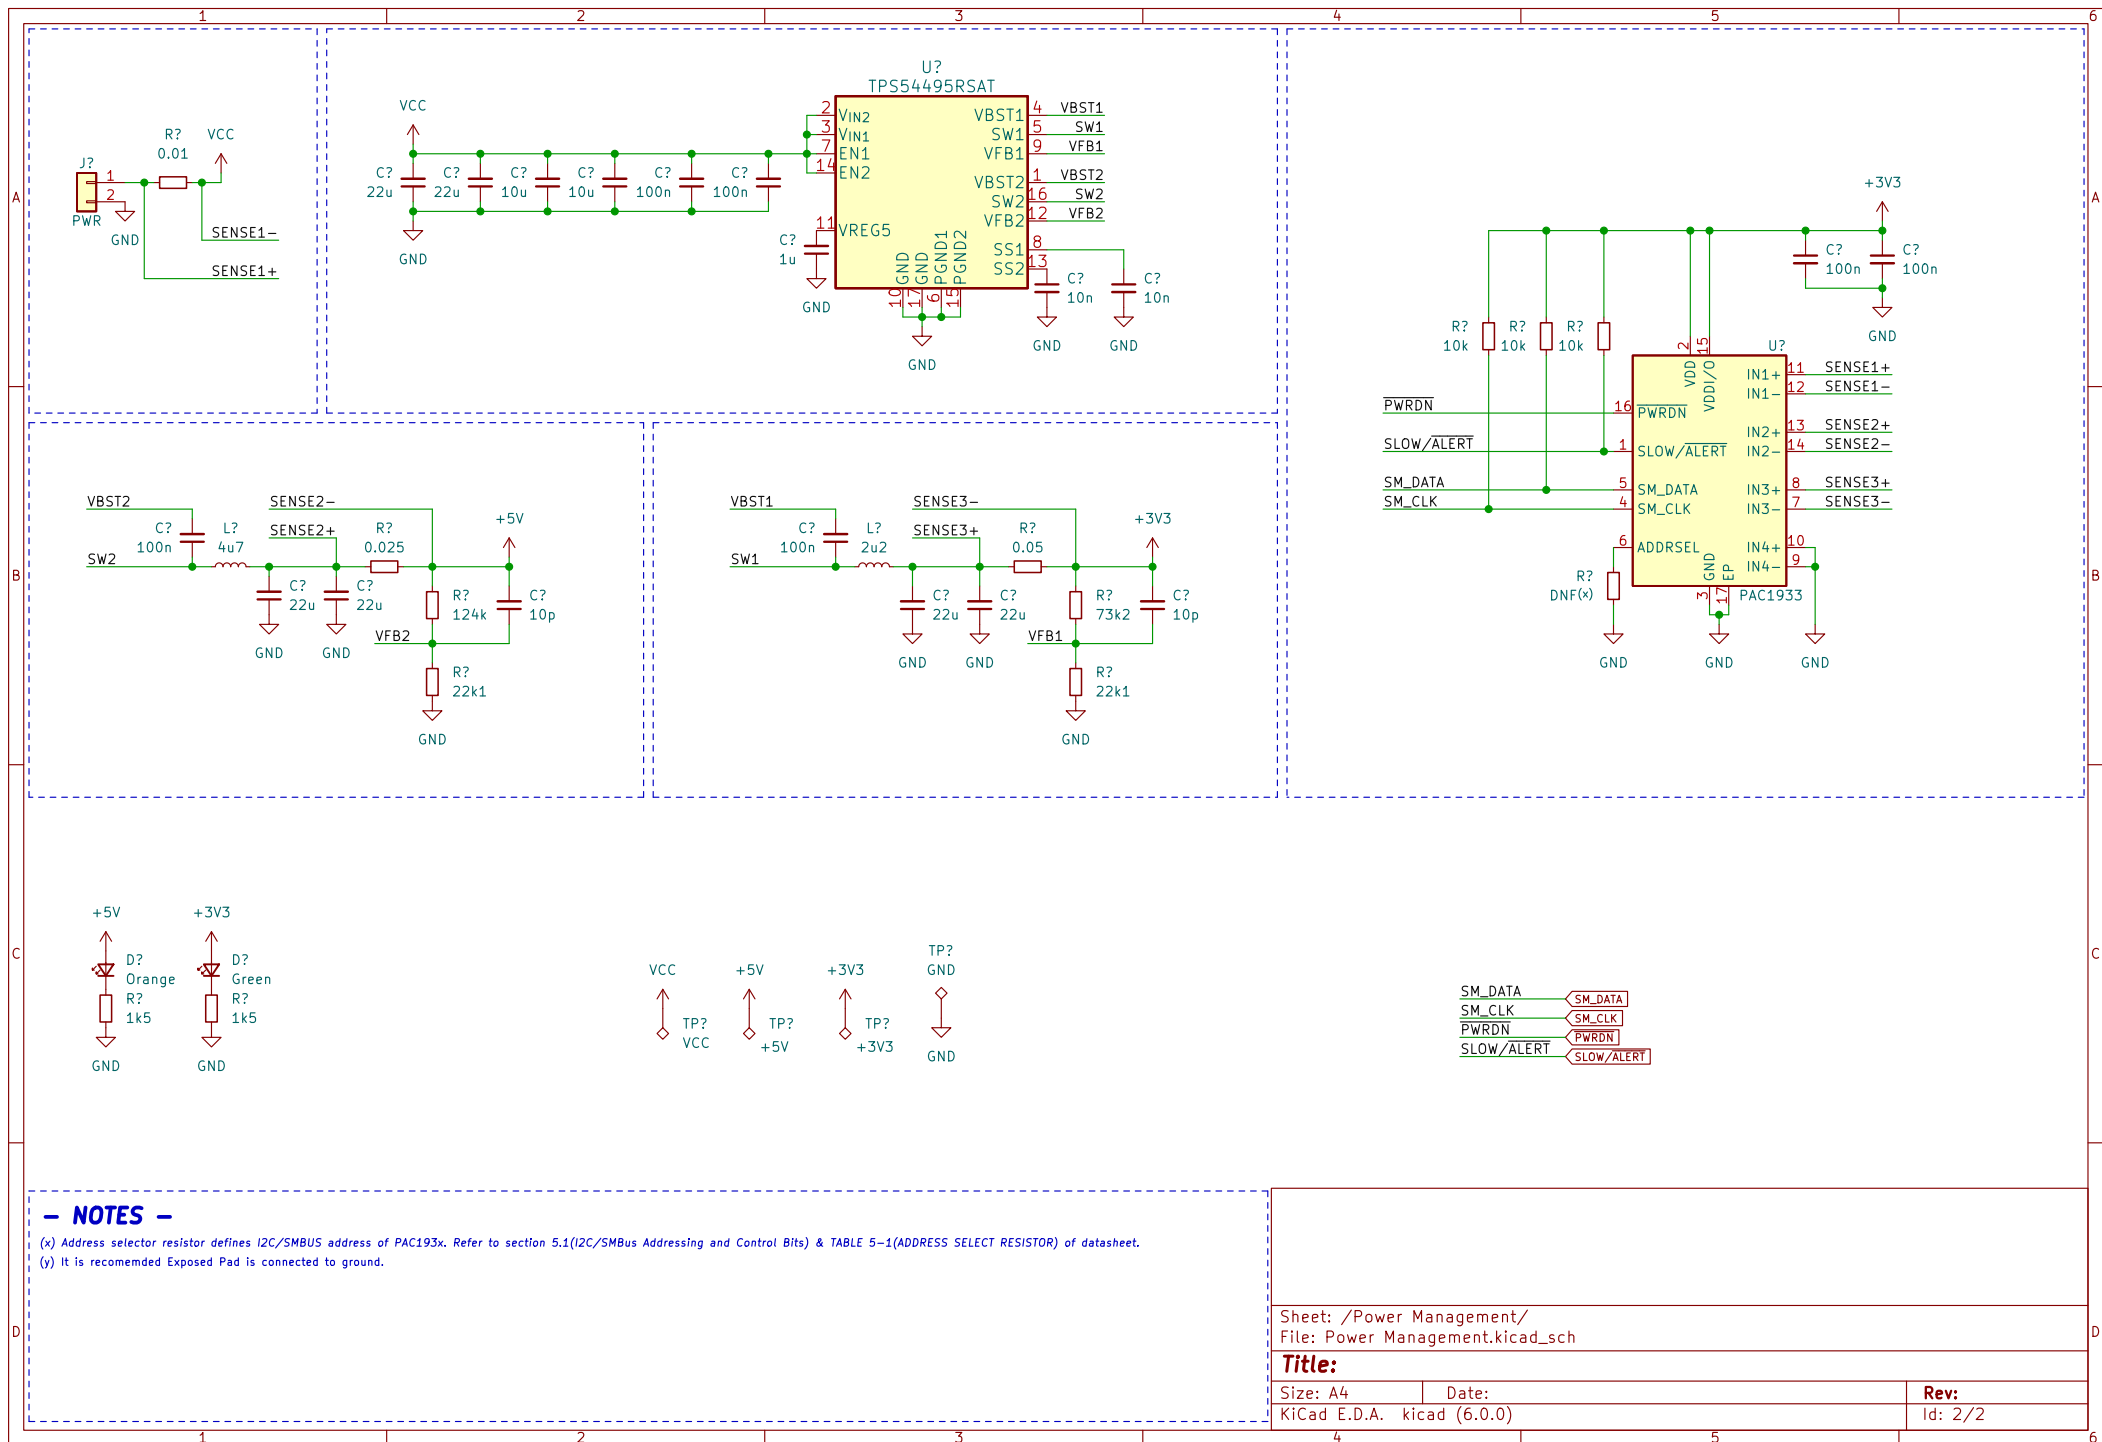 1 2 3 4 5 6
A
B
C
D
J?
PWR
1
2
GND
R?
0.01
VCC
SENSE1-
SENSE1+
VCC
C?
22u
C?
22u
C?
10u
C?
10u
C?
100n
C?
100n
GND
U?
TPS54495RSAT
2 VIN2
3 VIN1
7 EN1
14 EN2
11 VREG5
C?
1u
GND
10 GND
17 GND
6 PGND1
15 PGND2
GND
VBST1 4 VBST1
SW1 5 SW1
VFB1 9 VFB1
VBST2 1 VBST2
SW2 16 SW2
VFB2 12 VFB2
SS1 8
SS2 13
C?
10n
GND
C?
10n
GND
+3V3
C?
100n
C?
100n
GND
R?
10k
R?
10k
R?
10k
U?
PAC1933
2 VDD
15 VDDI/O
PWRDN 16 PWRDN
SLOW/ALERT 1 SLOW/ALERT
SM_DATA 5 SM_DATA
SM_CLK 4 SM_CLK
6 ADDRSEL
IN1+ 11 SENSE1+
IN1- 12 SENSE1-
IN2+ 13 SENSE2+
IN2- 14 SENSE2-
IN3+ 8 SENSE3+
IN3- 7 SENSE3-
IN4+ 10
IN4- 9
3 GND
17 EP
R?
DNF(x)
GND
GND
GND
VBST2
SW2
C?
100n
L?
4u7
SENSE2-
SENSE2+
R?
0.025
+5V
C?
22u
C?
22u
GND
GND
R?
124k
C?
10p
VFB2
R?
22k1
GND
VBST1
SW1
C?
100n
L?
2u2
SENSE3-
SENSE3+
R?
0.05
+3V3
C?
22u
C?
22u
GND
GND
R?
73k2
C?
10p
VFB1
R?
22k1
GND
+5V
D?
Orange
R?
1k5
GND
+3V3
D?
Green
R?
1k5
GND
VCC
TP?
VCC
+5V
TP?
+5V
+3V3
TP?
+3V3
TP?
GND
GND
SM_DATA SM_DATA
SM_CLK SM_CLK
PWRDN PWRDN
SLOW/ALERT SLOW/ALERT
- NOTES -
(x) Address selector resistor defines I2C/SMBUS address of PAC193x. Refer to section 5.1(I2C/SMBus Addressing and Control Bits) & TABLE 5-1(ADDRESS SELECT RESISTOR) of datasheet.
(y) It is recomemded Exposed Pad is connected to ground.
Sheet: /Power Management/
File: Power Management.kicad_sch
Title:
Size: A4 Date: Rev:
KiCad E.D.A. kicad (6.0.0) Id: 2/2
A
B
C
D
1 2 3 4 5 6